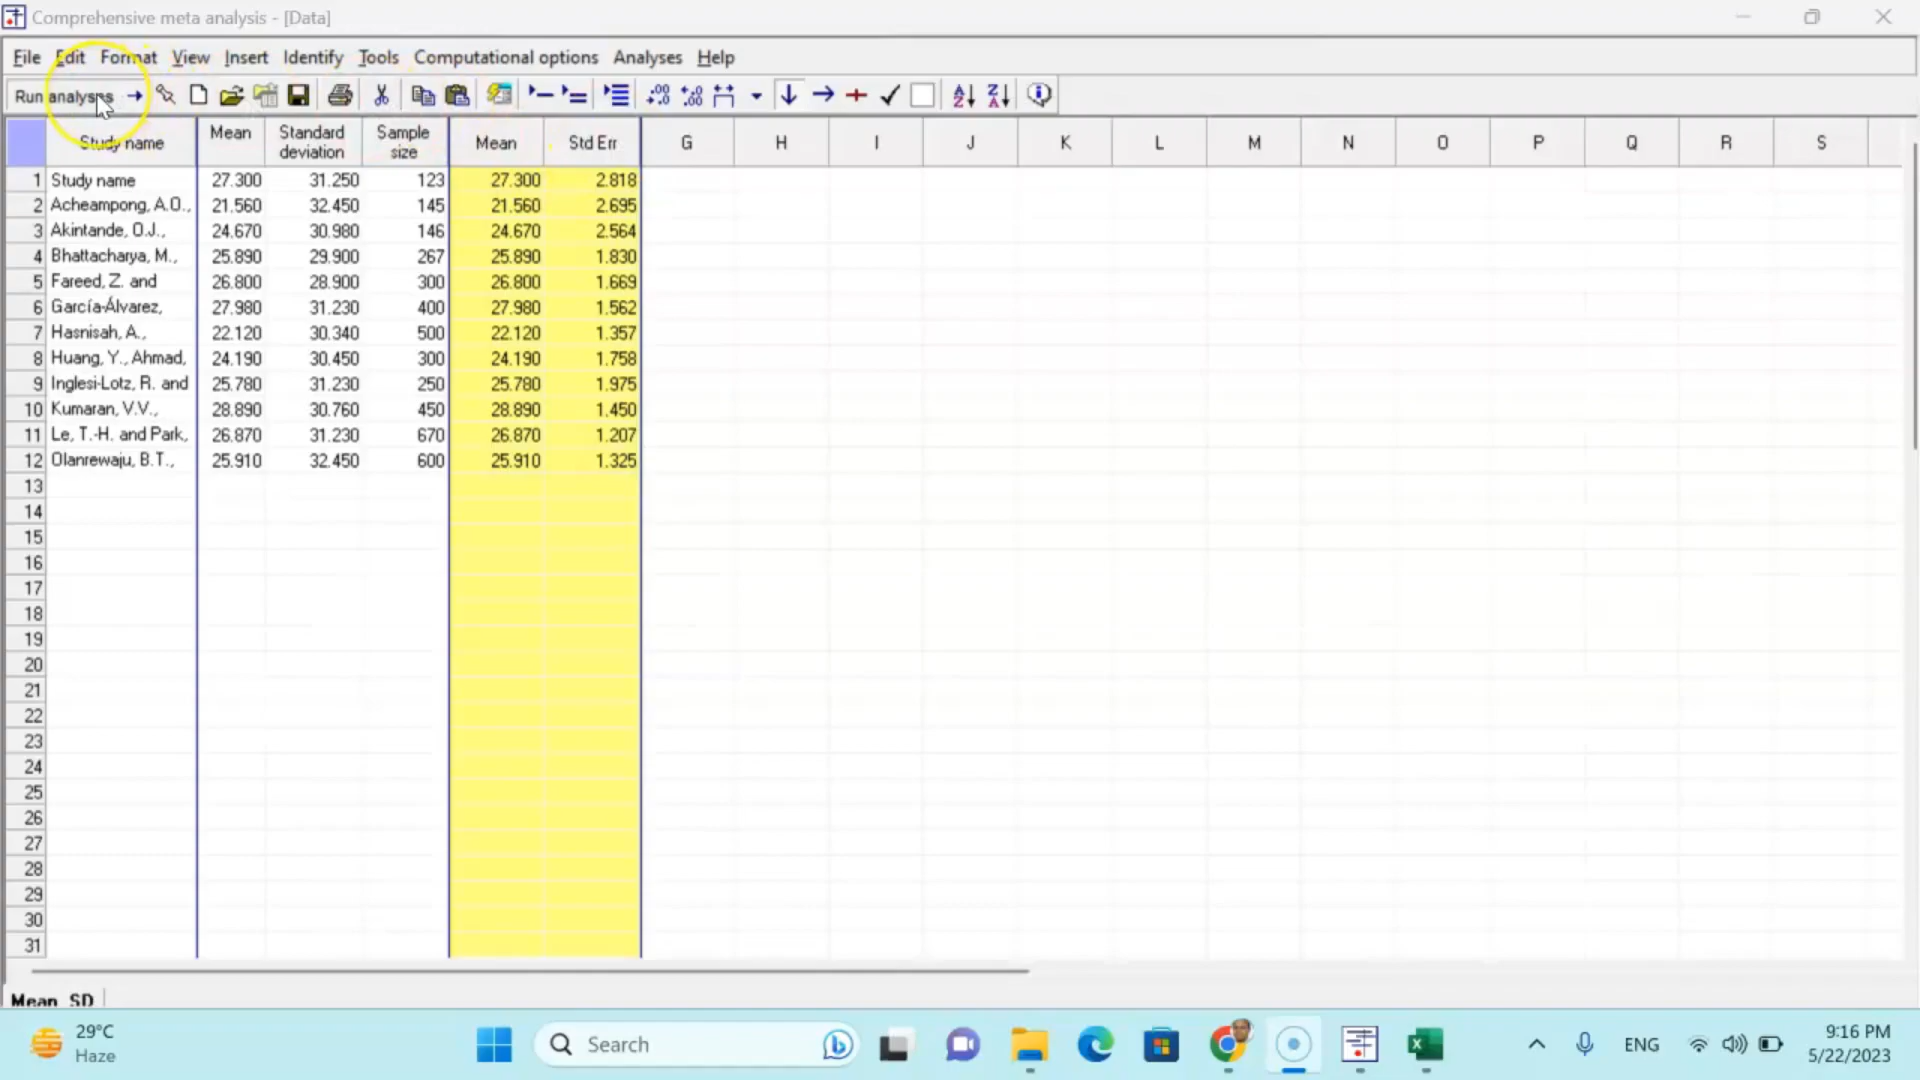 Comprehensive meta analysis - [Data]
File Edit Format View Insert Identify Tools Computational options Analyses Help
Run analyses
Study name Mean Standard deviation Sample size Mean Std Err G H I J K L M N O P Q R S
1 Study name 27.300 31.250 123 27.300 2.818
2 Acheampong, A.O., 21.560 32.450 145 21.560 2.695
3 Akintande, O.J., 24.670 30.980 146 24.670 2.564
4 Bhattacharya, M., 25.890 29.900 267 25.890 1.830
5 Fareed, Z. and 26.800 28.900 300 26.800 1.669
6 García-Álvarez, 27.980 31.230 400 27.980 1.562
7 Hasnisah, A., 22.120 30.340 500 22.120 1.357
8 Huang, Y., Ahmad, 24.190 30.450 300 24.190 1.758
9 Inglesi-Lotz, R. and 25.780 31.230 250 25.780 1.975
10 Kumaran, V.V., 28.890 30.760 450 28.890 1.450
11 Le, T.-H. and Park, 26.870 31.230 670 26.870 1.207
12 Olanrewaju, B.T., 25.910 32.450 600 25.910 1.325
13
14
15
16
17
18
19
20
21
22
23
24
25
26
27
28
29
30
31
Mean_SD
29°C
Haze
Search
ENG
9:16 PM
5/22/2023